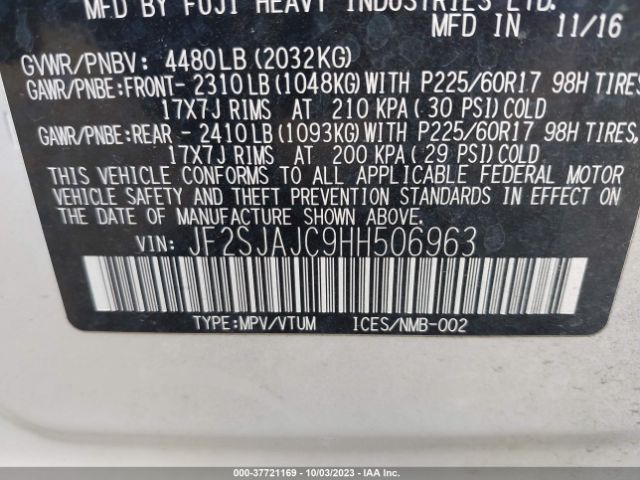 MFD BY FUJI HEAVY INDUSTRIES LTD. 11/16
GVWR/PNBV: 4480LB(2032KG)
GAWR/PNBE:FRONT- 2310LB(1048KG)WITH P225/60R17 98H TIRES
17X7J RIMS AT 210 KPA(30 PSI)COLD
GAWR/PNBE:REAR - 2410LB(1093KG)WITH P225/60R17 98H TIRES,
17X7J RIMS AT 200 KPA(29 PSI)COLD
THIS VEHICLE CONFORMS TO ALL APPLICABLE FEDERAL MOTOR
VEHICLE SAFETY AND THEFT PREVENTION STANDARDS IN EFFECT ON
THE DATE OF MANUFACTURE SHOWN ABOVE.
VIN: JF2SJAJC9HH506963
TYPE:MPV/VTUM ICES/NMB-002
© - 37721169 - 10/03/2023 - IAA Inc.